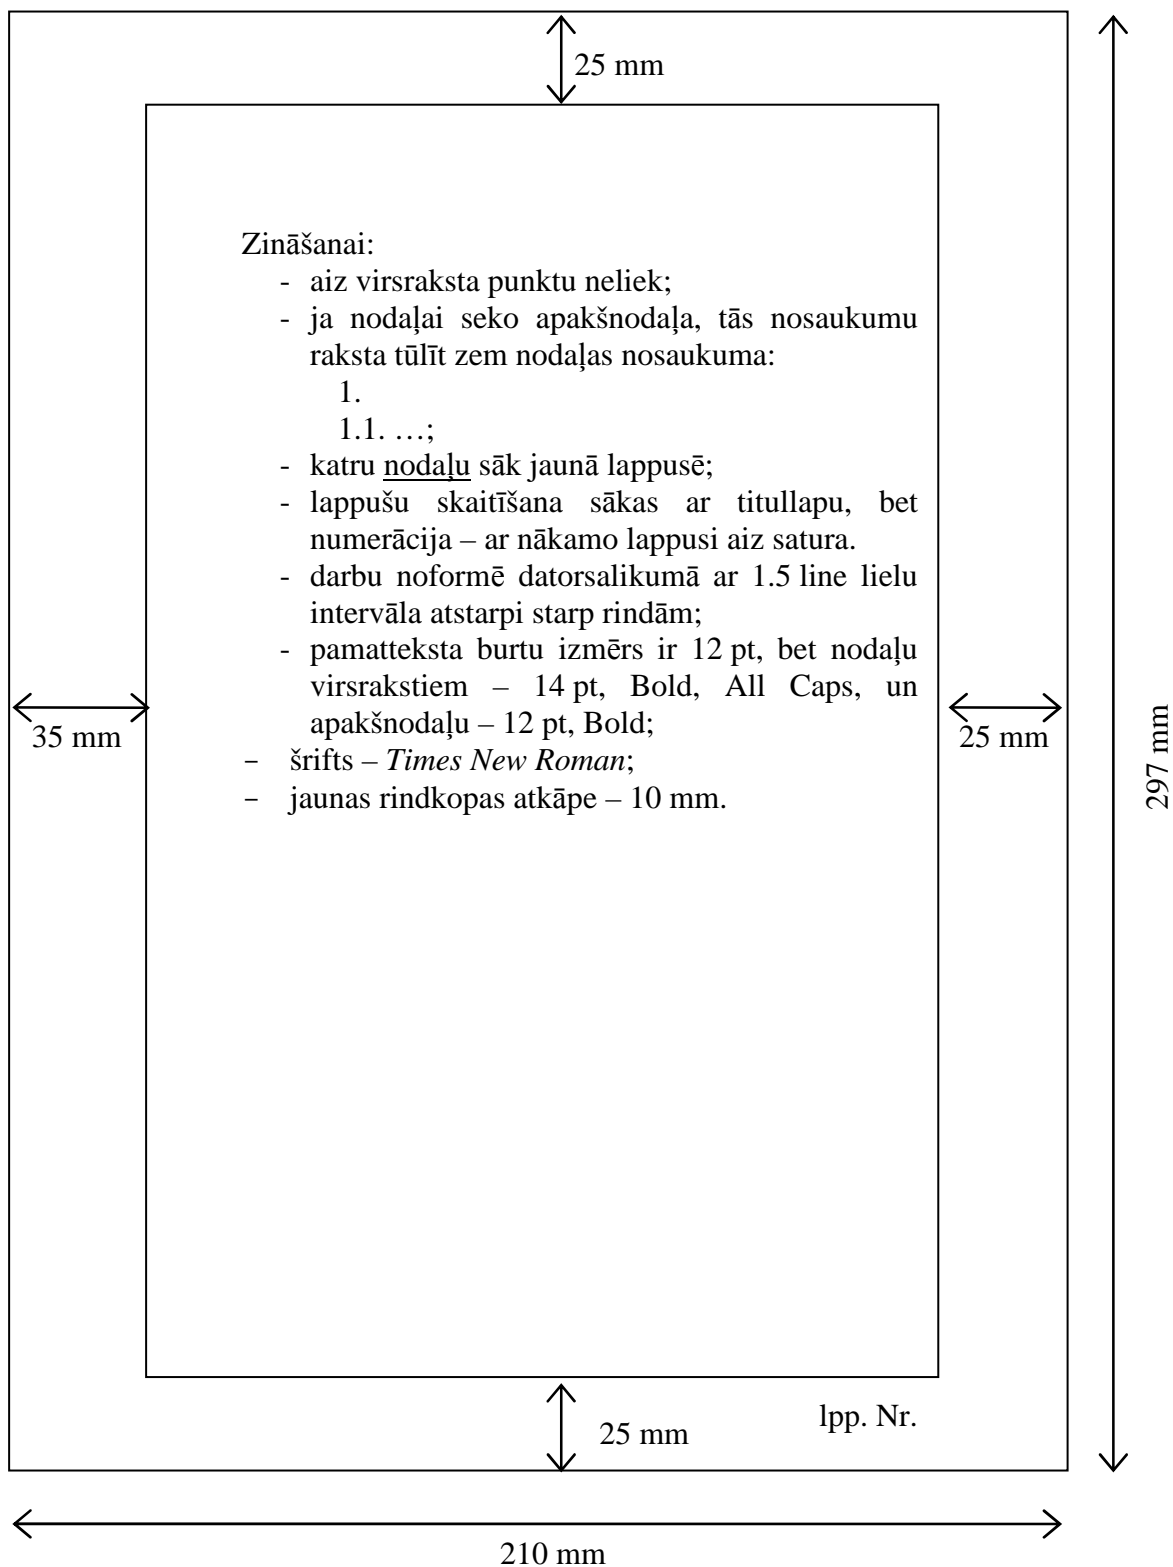 25 mm
Zināšanai:
- aiz virsraksta punktu neliek;
- ja nodaļai seko apakšnodaļa, tās nosaukumu
raksta tūlīt zem nodaļas nosaukuma:
1.
1.1. …;
- katru nodaļu sāk jaunā lappusē;
- lappušu skaitīšana sākas ar titullapu, bet
numerācija – ar nākamo lappusi aiz satura.
- darbu noformē datorsalikumā ar 1.5 line lielu
intervāla atstarpi starp rindām;
- pamatteksta burtu izmērs ir 12 pt, bet nodaļu
virsrakstiem – 14 pt, Bold, All Caps, un
apakšnodaļu – 12 pt, Bold;
35 mm
25 mm
297 mm
- šrifts – Times New Roman;
- jaunas rindkopas atkāpe – 10 mm.
lpp. Nr.
25 mm
210 mm